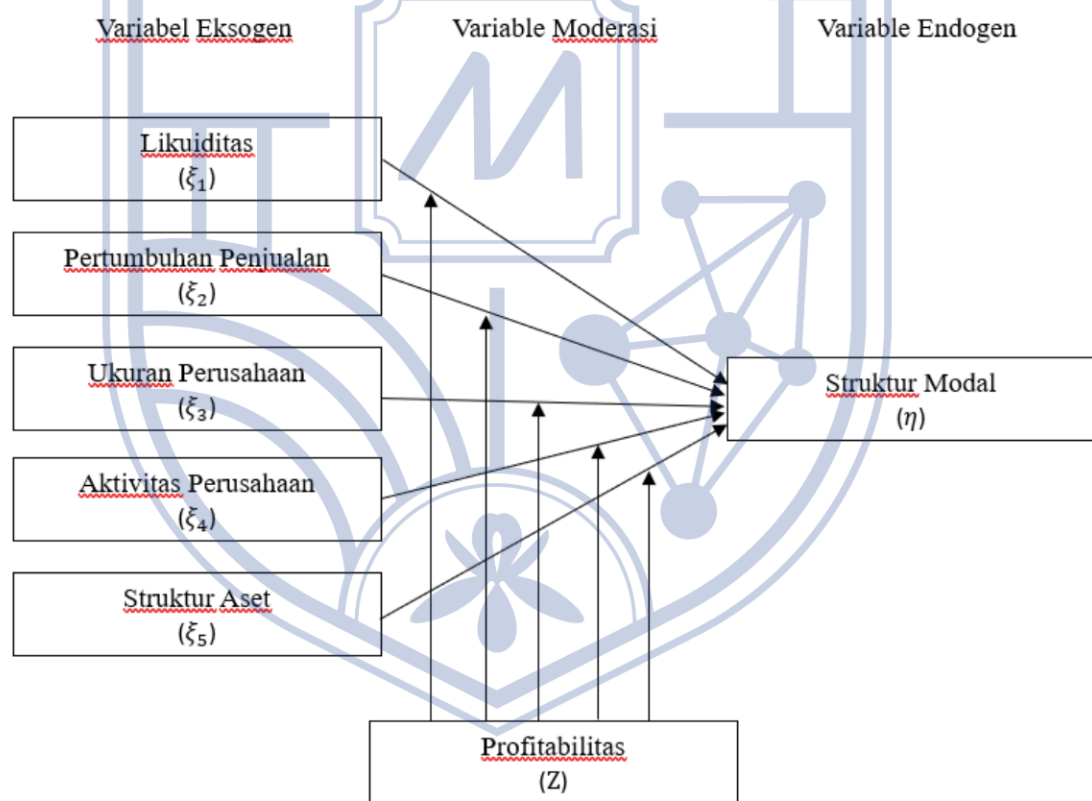 Variabel Eksogen
Variable Moderasi
Variable Endogen
Likuiditas
(ξ₁)
Pertumbuhan Penjualan
(ξ₂)
Ukuran Perusahaan
(ξ₃)
Aktivitas Perusahaan
(ξ₄)
Struktur Aset
(ξ₅)
Struktur Modal
(η)
Profitabilitas
(Z)